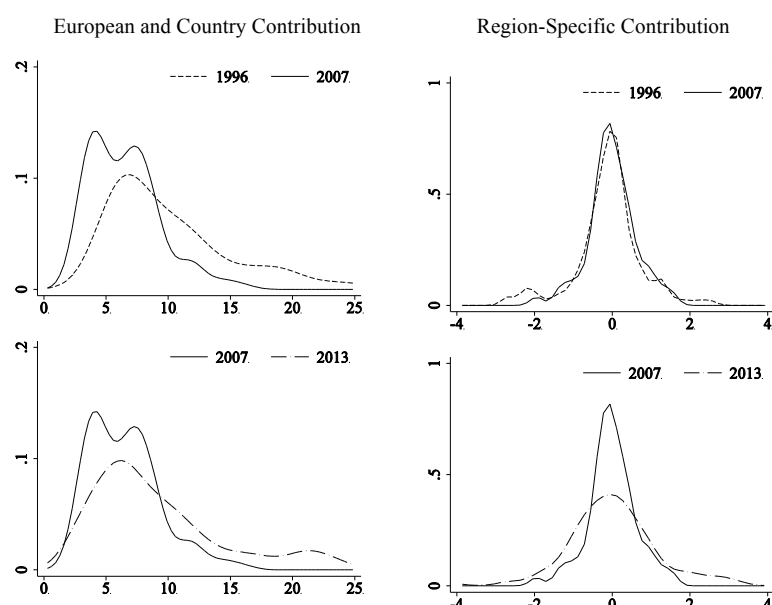 European and Country Contribution
Region-Specific Contribution
1996. 2007.
.2
.1
0
0. 5. 10. 15. 20. 25.
1996. 2007.
1
.5
0
-4. -2. 0. 2. 4.
2007. 2013.
.2
.1
0
0. 5. 10. 15. 20. 25.
2007. 2013.
1
.5
0
-4 -2 0 2 4